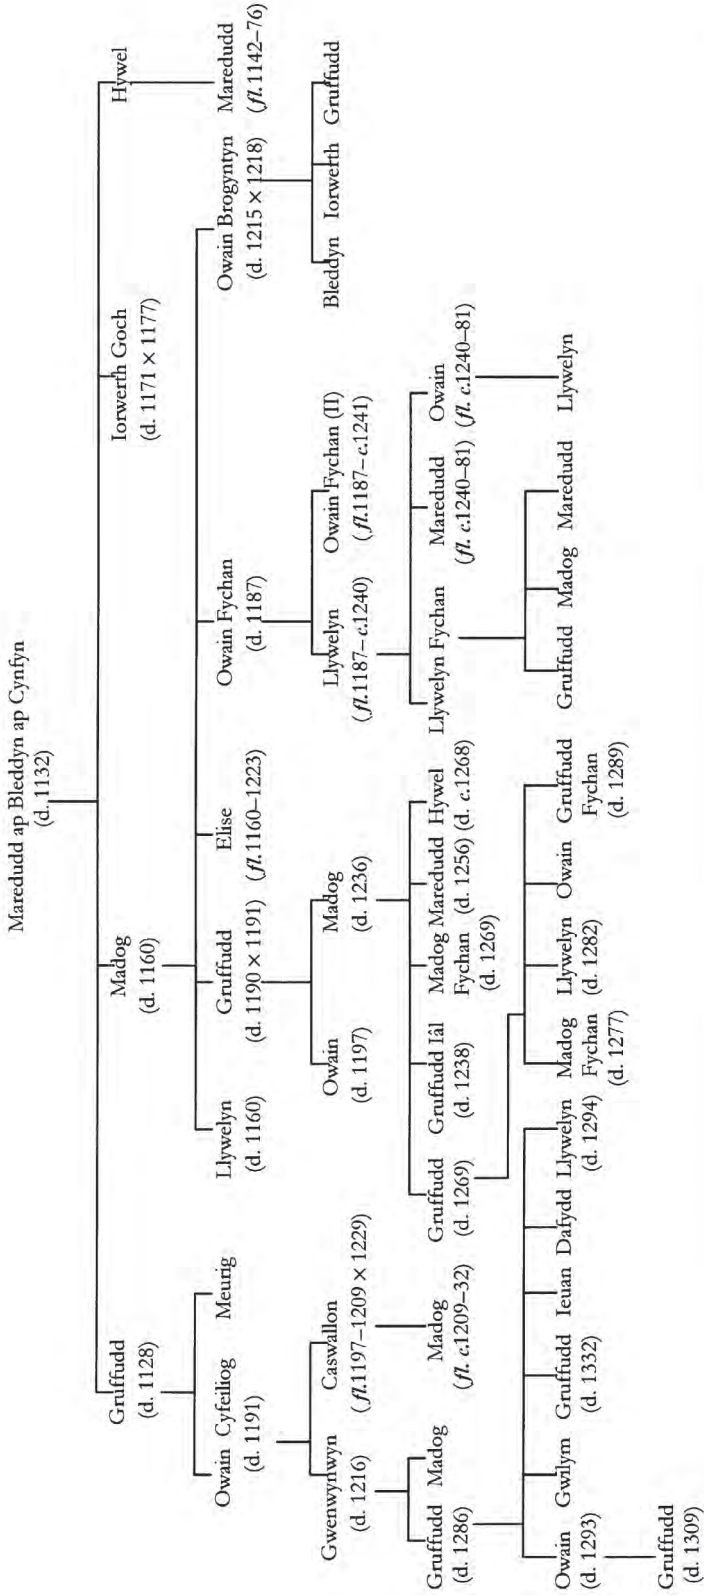 Maredudd ap Bleddyn ap Cynfyn
(d. 1132)
Gruffudd
(d. 1128)
Madog
(d. 1160)
Iorwerth Goch
(d. 1171 × 1177)
Hywel
Owain Cyfeiliog
(d. 1191)
Meurig
Llywelyn
(d. 1160)
Gruffudd
(d. 1190 × 1191)
Elise
(fl.1160–1223)
Owain Fychan
(d. 1187)
Owain Brogyntyn
(d. 1215 × 1218)
Maredudd
(fl.1142–76)
Gwenwynwyn
(d. 1216)
Caswallon
(fl.1197–1209 × 1229)
Owain
(d. 1197)
Madog
(d. 1236)
Llywelyn
(fl.1187–c.1240)
Owain Fychan (II)
(fl.1187–c.1241)
Bleddyn
Iorwerth
Gruffudd
Gruffudd
(d. 1286)
Madog
Madog
(fl. c.1209–32)
Gruffudd
(d. 1269)
Gruffudd Iâl
(d. 1238)
Madog
Fychan
(d. 1269)
Maredudd
(d. 1256)
Hywel
(d. c.1268)
Llywelyn Fychan
Maredudd
(fl. c.1240–81)
Owain
(fl. c.1240–81)
Owain
(d. 1293)
Gwilym
Gruffudd
(d. 1332)
Ieuan
Dafydd
Llywelyn
(d. 1294)
Madog
Fychan
(d. 1277)
Llywelyn
(d. 1282)
Owain
Gruffudd
Fychan
(d. 1289)
Gruffudd
Madog
Maredudd
Llywelyn
Gruffudd
(d. 1309)